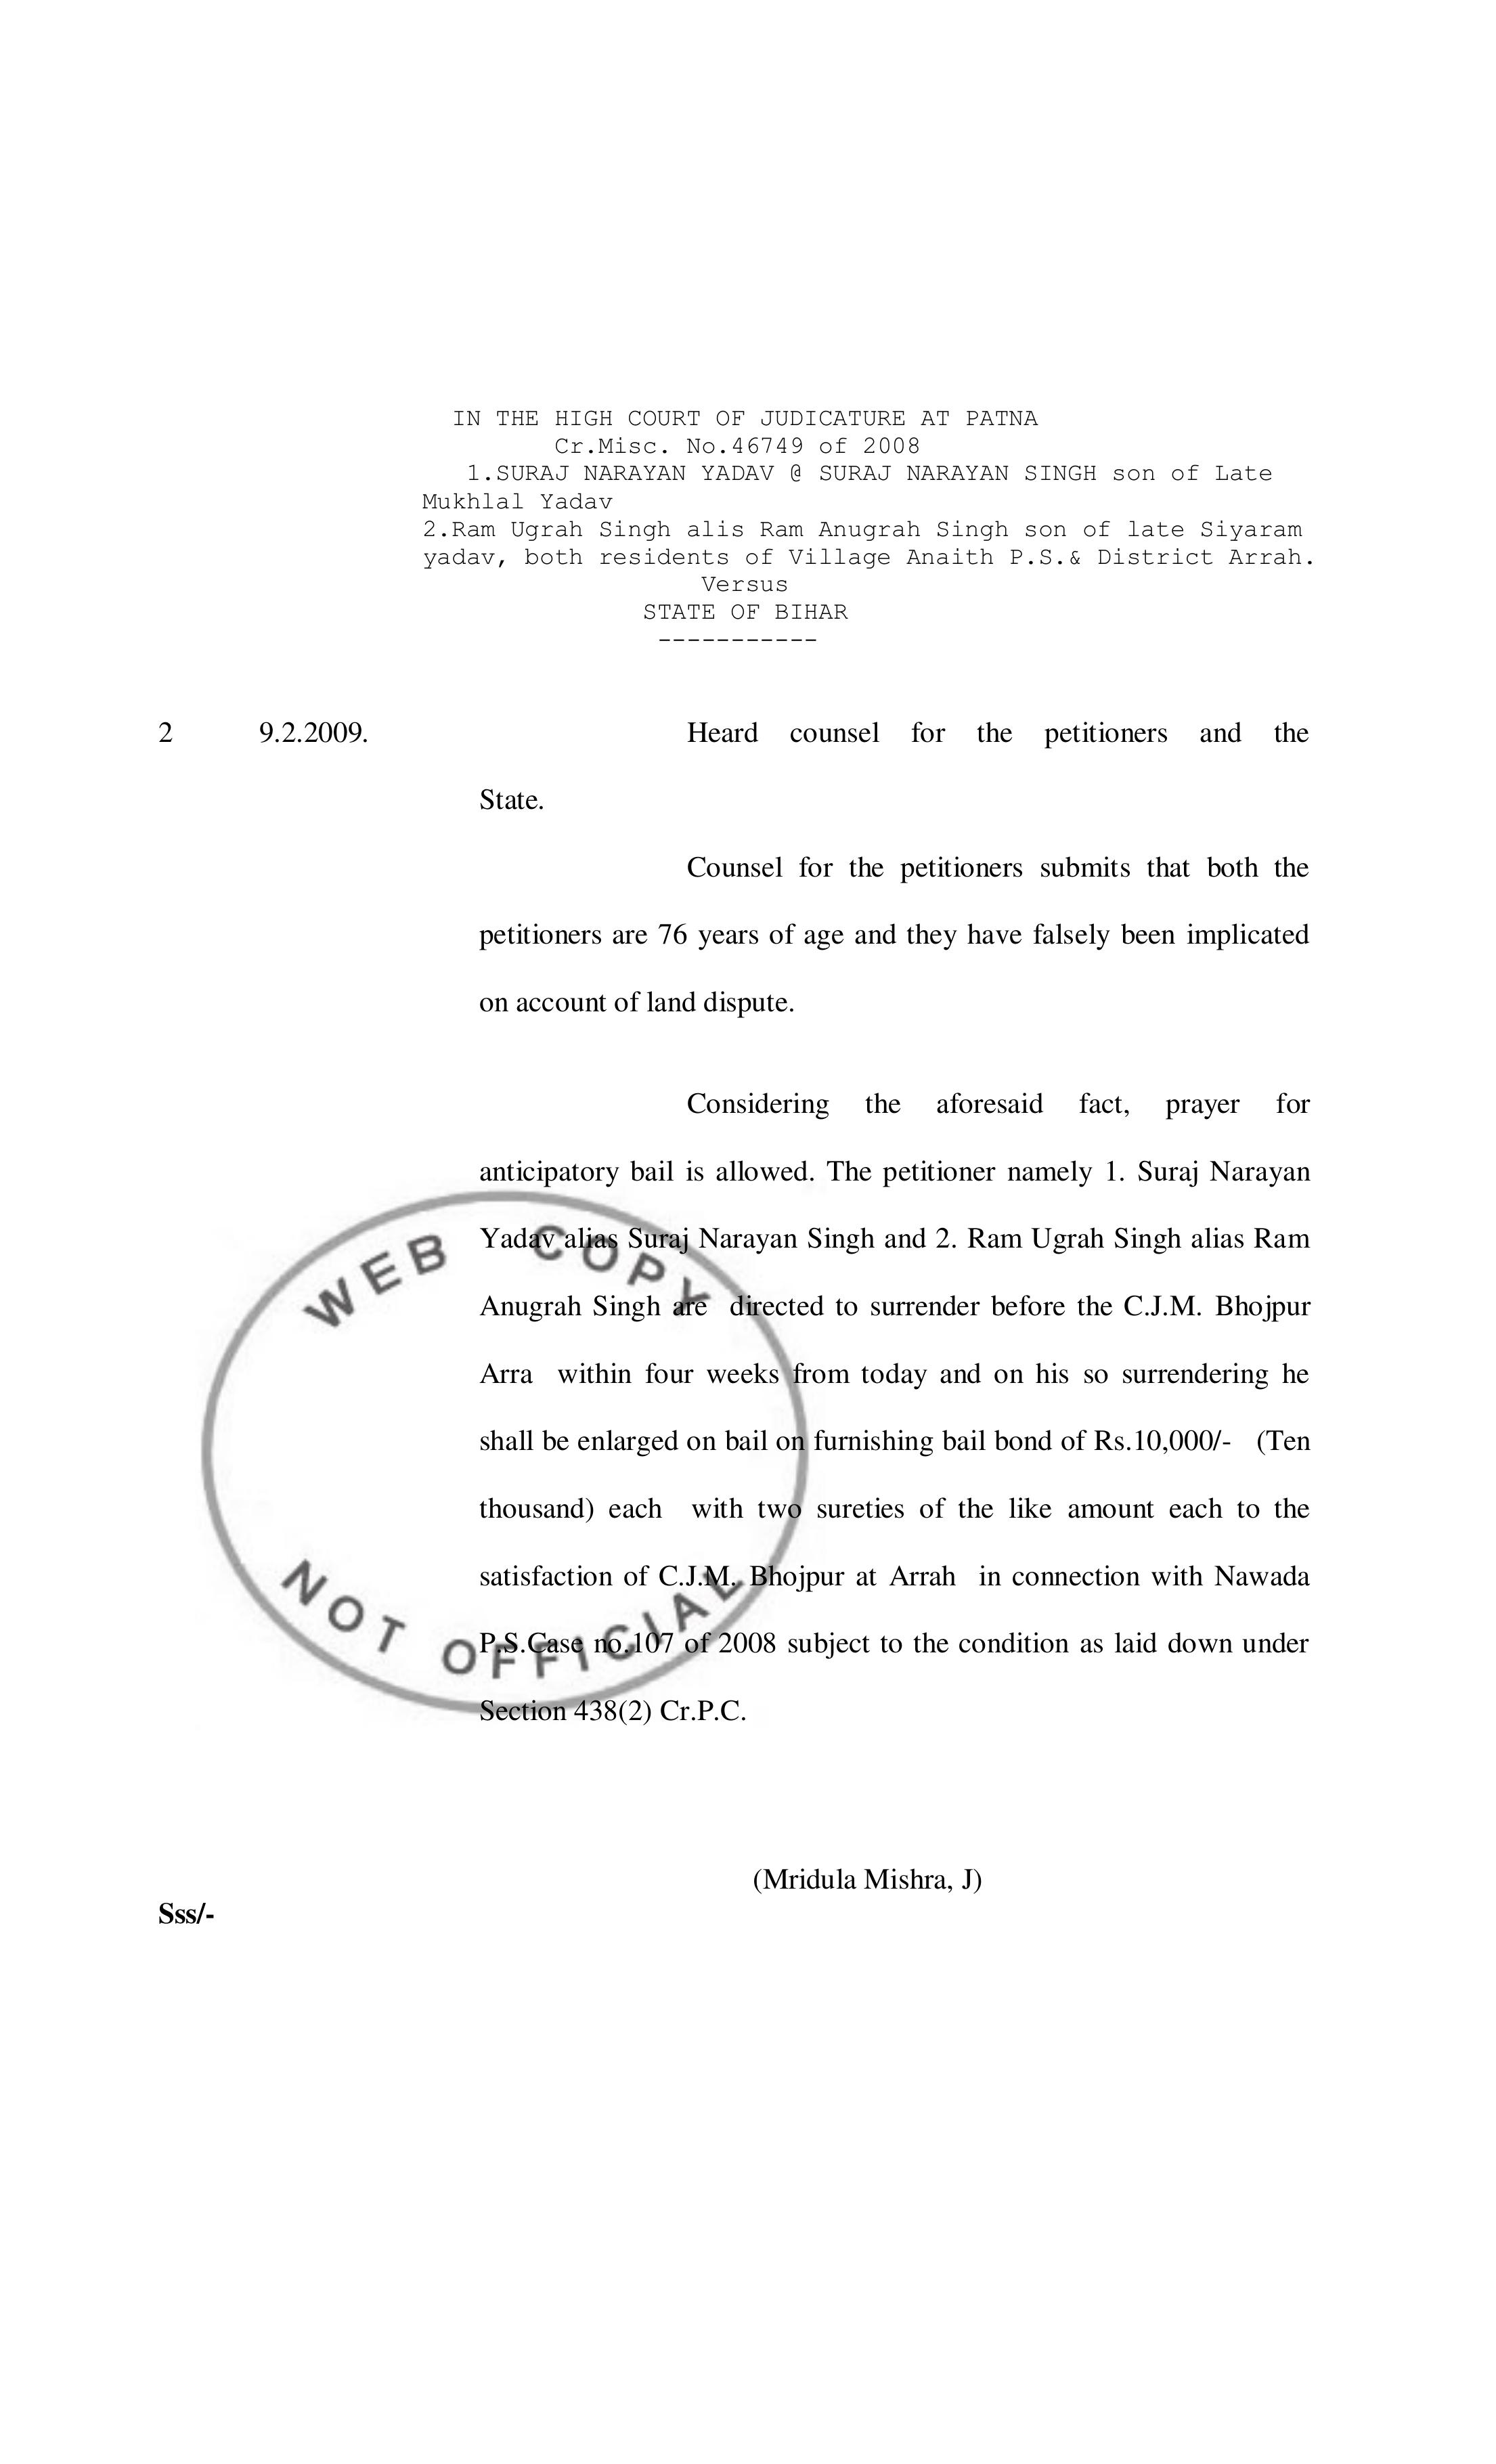 IN THE HIGH COURT OF JUDICATURE AT PATNA
Cr.Misc. No.46749 of 2008
1.SURAJ NARAYAN YADAV @ SURAJ NARAYAN SINGH son of Late
Mukhlal Yadav
2.Ram Ugrah Singh alis Ram Anugrah Singh son of late Siyaram
yadav, both residents of Village Anaith P.S.& District Arrah.
Versus
STATE OF BIHAR
-----------
2 9.2.2009. Heard counsel for the petitioners and the
State.
Counsel for the petitioners submits that both the
petitioners are 76 years of age and they have falsely been implicated
on account of land dispute.
Considering the aforesaid fact, prayer for
anticipatory bail is allowed. The petitioner namely 1. Suraj Narayan
Yadav alias Suraj Narayan Singh and 2. Ram Ugrah Singh alias Ram
Anugrah Singh are directed to surrender before the C.J.M. Bhojpur
Arra within four weeks from today and on his so surrendering he
shall be enlarged on bail on furnishing bail bond of Rs.10,000/- (Ten
thousand) each with two sureties of the like amount each to the
satisfaction of C.J.M. Bhojpur at Arrah in connection with Nawada
P.S.Case no.107 of 2008 subject to the condition as laid down under
Section 438(2) Cr.P.C.
(Mridula Mishra, J)
Sss/-
WEB COPY
NOT OFFICIAL